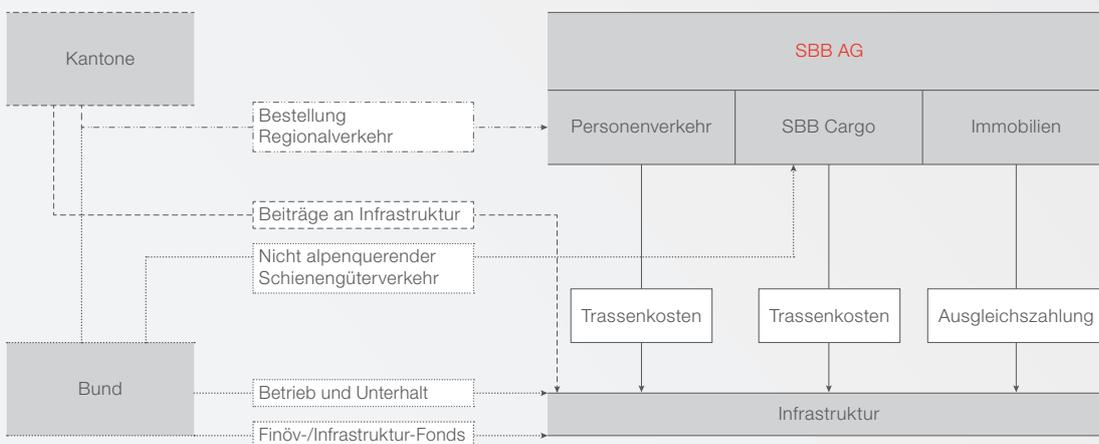 SBB AG
Kantone
Bestellung
Regionalverkehr
Personenverkehr
SBB Cargo
Immobilien
Beiträge an Infrastruktur
Nicht alpenquerender
Schienengüterverkehr
Trassenkosten
Trassenkosten
Ausgleichszahlung
Bund
Betrieb und Unterhalt
Infrastruktur
Finöv-/Infrastruktur-Fonds